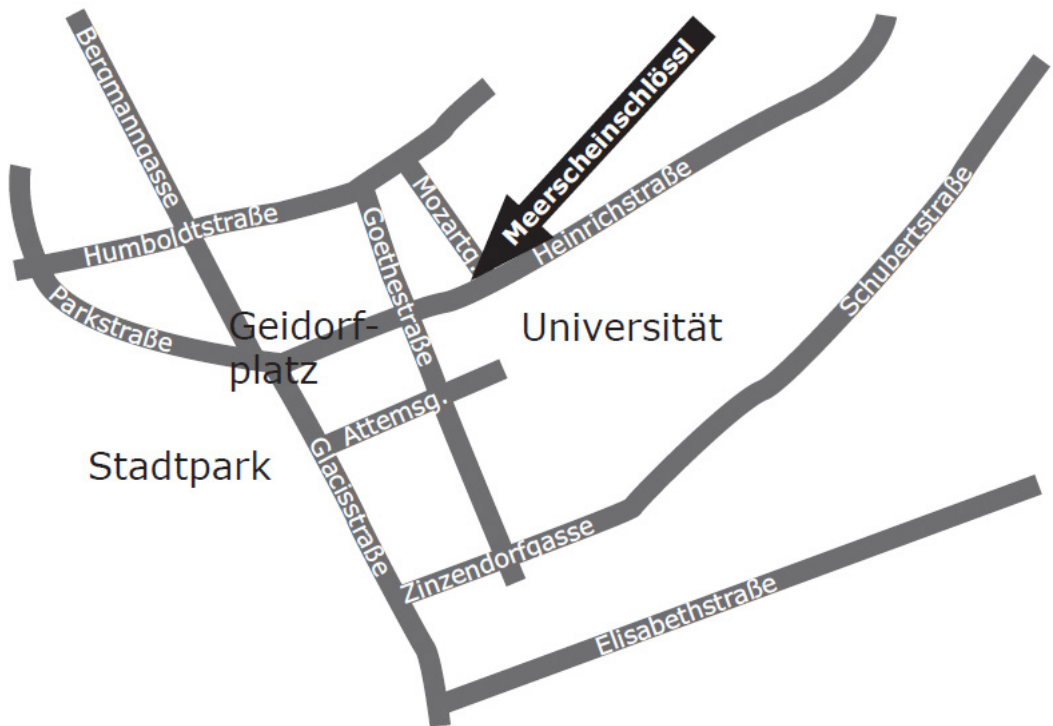 Bergmanngasse
Meerscheinschlössl
Mozartg.
Heinrichstraße
Humboldtstraße
Goethestraße
Schubertstraße
Parkstraße
Geidorf-
platz
Universität
Attemsg.
Stadtpark
Glacisstraße
Zinzendorfgasse
Elisabethstraße